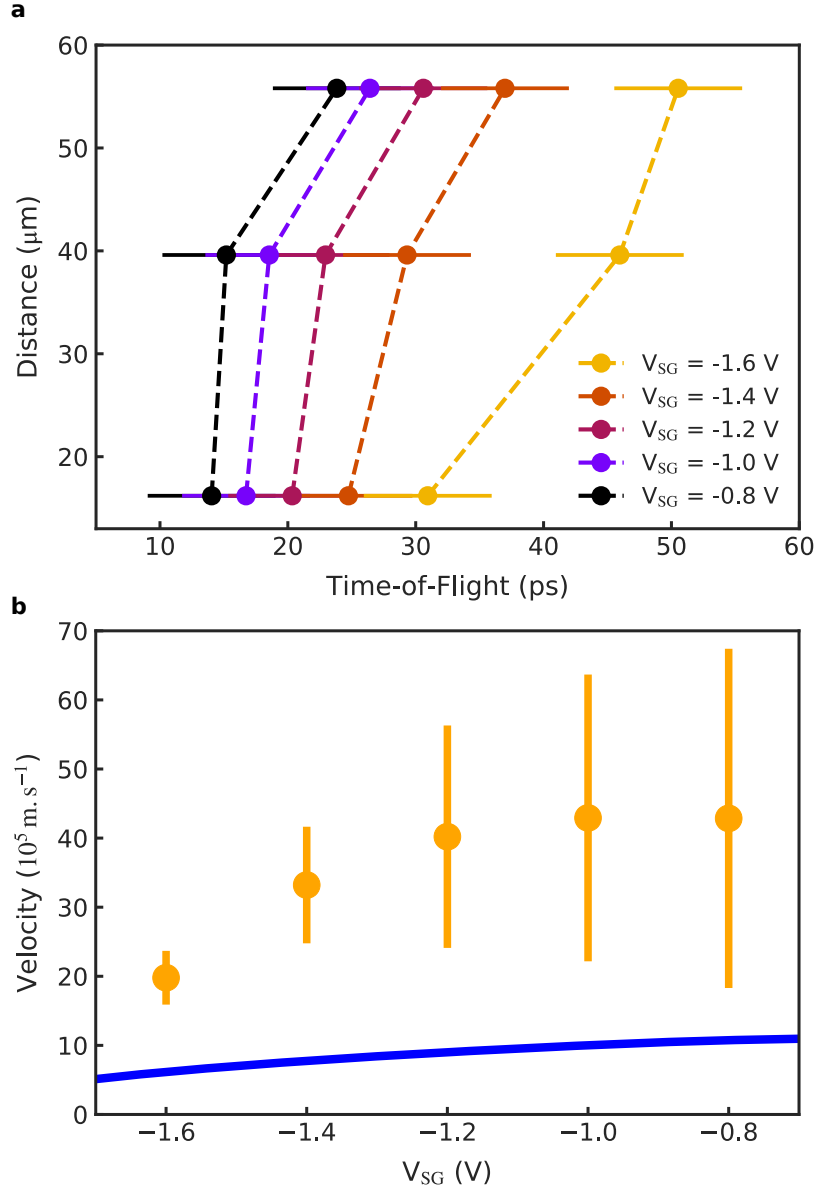 a
60
50
40
30
20
Distance (μm)
10 20 30 40 50 60
Time-of-Flight (ps)
V_SG = -1.6 V
V_SG = -1.4 V
V_SG = -1.2 V
V_SG = -1.0 V
V_SG = -0.8 V
b
70
60
50
40
30
20
10
0
Velocity (10⁵ m. s⁻¹)
−1.6 −1.4 −1.2 −1.0 −0.8
V_SG (V)